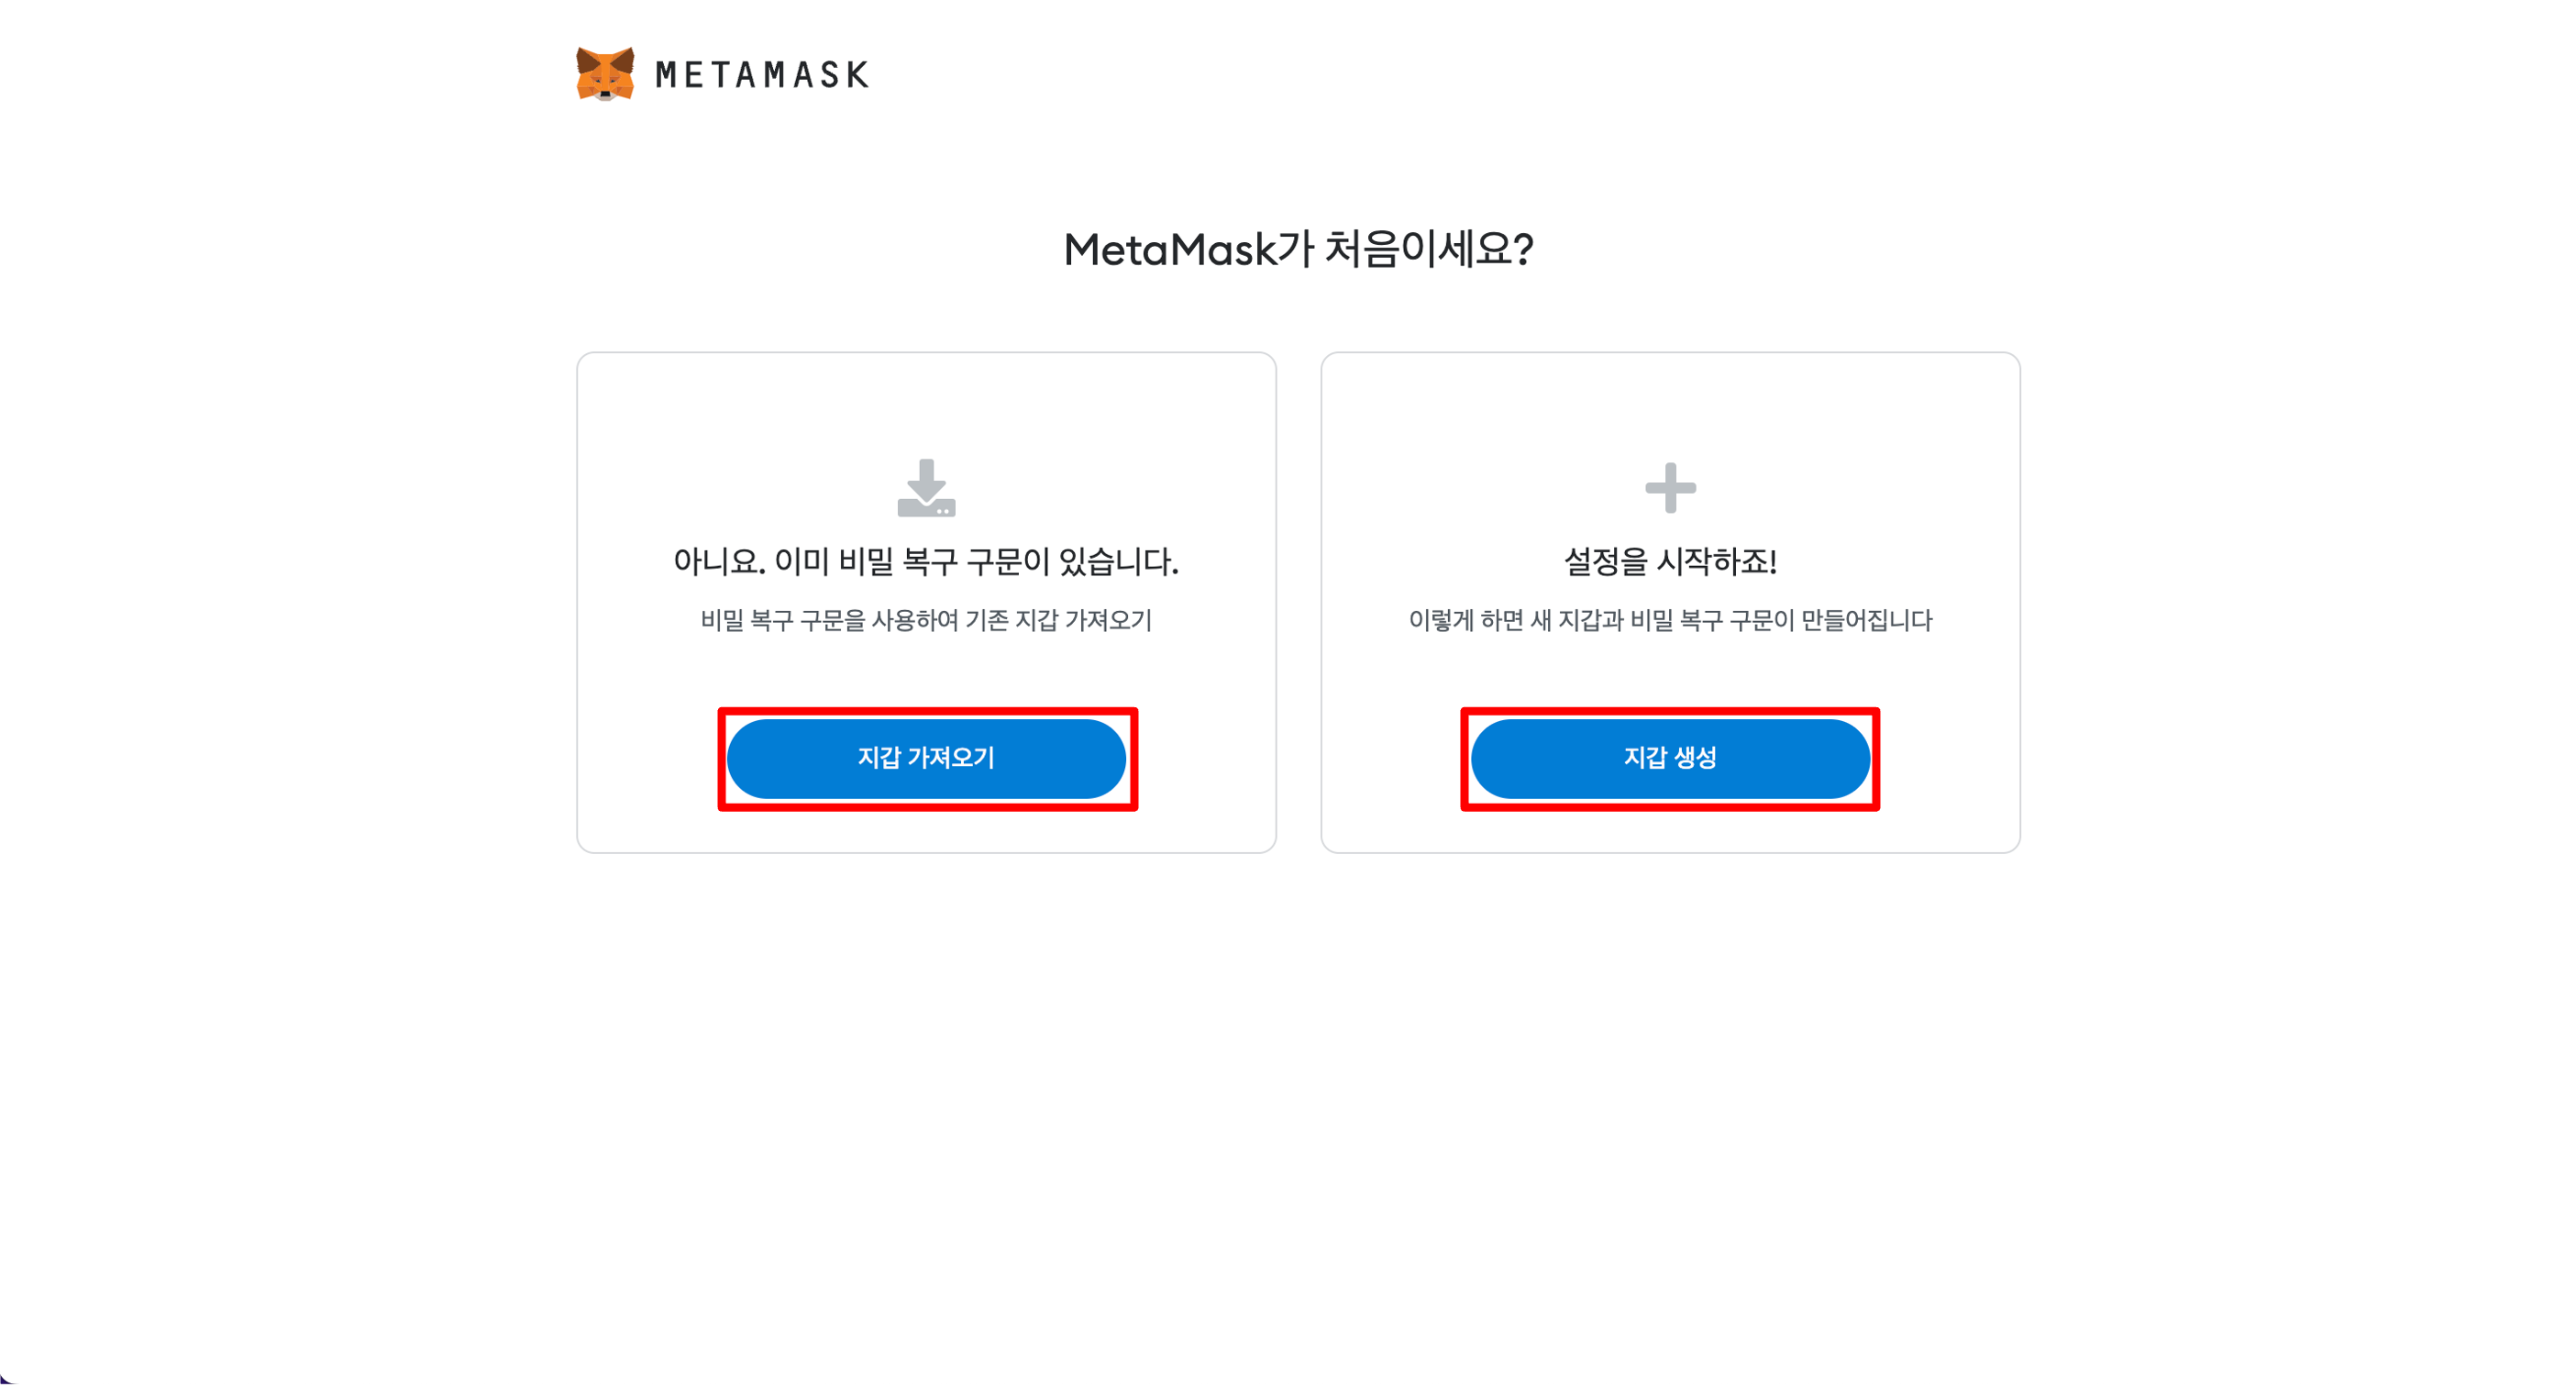 METAMASK
MetaMask가 처음이세요?
아니요. 이미 비밀 복구 구문이 있습니다.
비밀 복구 구문을 사용하여 기존 지갑 가져오기
지갑 가져오기
설정을 시작하죠!
이렇게 하면 새 지갑과 비밀 복구 구문이 만들어집니다
지갑 생성